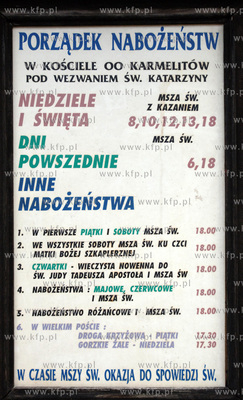 PORZĄDEK NABOŻEŃSTW
W KOŚCIELE OO KARMELITÓW
POD WEZWANIEM ŚW. KATARZYNY
NIEDZIELE MSZA ŚW.
Z KAZANIEM
I ŚWIĘTA 8,10,12,13,18
DNI MSZA ŚW.
POWSZEDNIE 6,18
INNE
NABOŻEŃSTWA
1. W PIERWSZE PIĄTKI I SOBOTY MSZA ŚW. 18.00
2. WE WSZYSTKIE SOBOTY MSZA ŚW. KU CZCI
MATKI BOŻEJ SZKAPLERZNEJ 18.00
3. CZWARTKI - WIECZYSTA NOWENNA DO
ŚW. JUDY TADEUSZA APOSTOŁA I MSZA ŚW 18.00
4. NABOŻEŃSTWA: MAJOWE, CZERWCOWE
I MSZA ŚW. 18.00
5. NABOŻEŃSTWO RÓŻAŃCOWE I MSZA ŚW. 18.00
6. W WIELKIM POŚCIE:
DROGA KRZYŻOWA - PIĄTKI 17.30
GORZKIE ŻALE - NIEDZIELA 17,30
W CZASIE MSZY ŚW. OKAZJA DO SPOWIEDZI ŚW.
www.kfp.pl